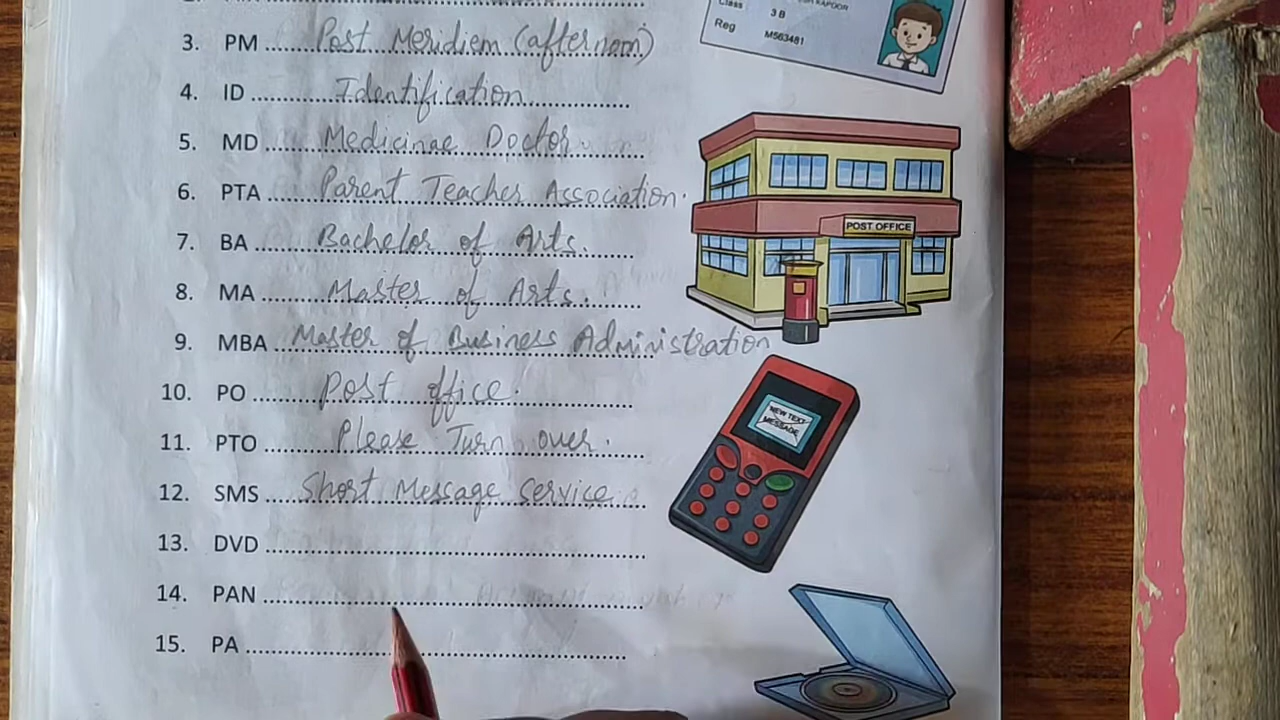 Class 3 B
Reg M563481
3. PM Post Meridiem (afternoon)
4. ID Identification
5. MD Medicinae Doctor
6. PTA Parent Teacher Association.
7. BA Bachelor of Arts.
8. MA Master of Arts.
9. MBA Master of Business Administration
10. PO Post office.
11. PTO Please Turn over.
12. SMS Short Message service
13. DVD
14. PAN
15. PA
POST OFFICE
NEW TEXT
MESSAGE